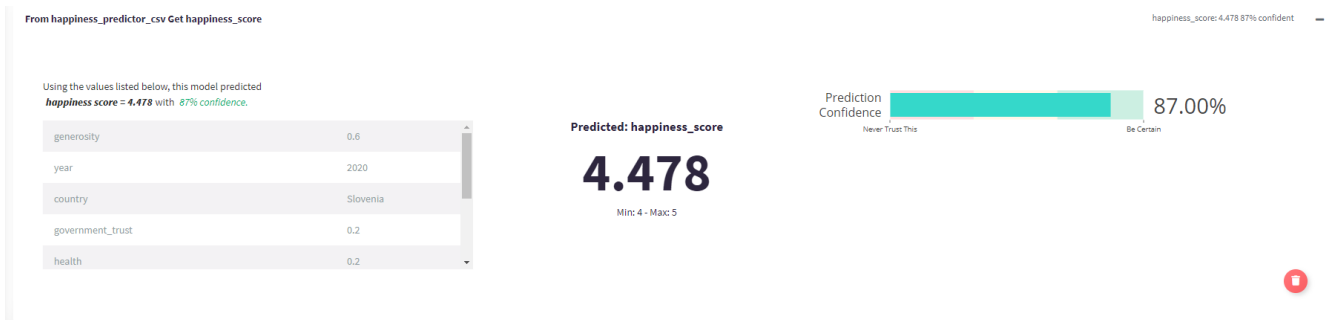 From happiness_predictor_csv Get happiness_score
happiness_score: 4.478 87% confident
Using the values listed below, this model predicted
happiness score = 4.478 with 87% confidence.
generosity 0.6
year 2020
country Slovenia
government_trust 0.2
health 0.2
Predicted: happiness_score
4.478
Min: 4 - Max: 5
Prediction
Confidence
87.00%
Never Trust This
Be Certain